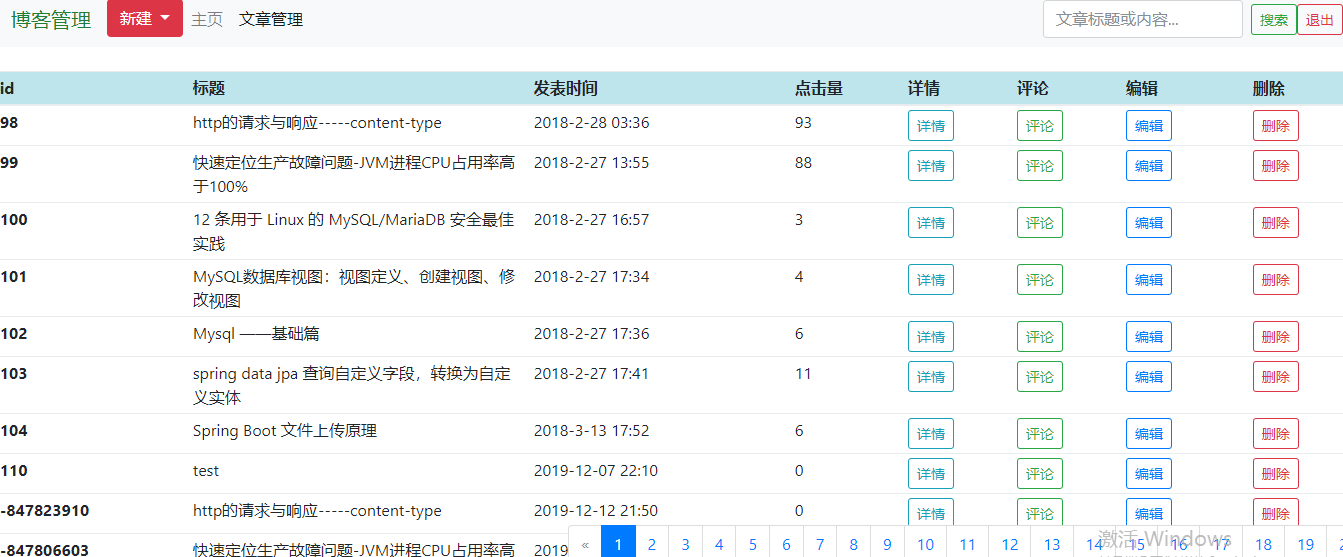 博客管理 新建 主页 文章管理 文章标题或内容... 搜索 退出
id 标题 发表时间 点击量 详情 评论 编辑 删除
98 http的请求与响应-----content-type 2018-2-28 03:36 93 详情 评论 编辑 删除
99 快速定位生产故障问题-JVM进程CPU占用率高 2018-2-27 13:55 88 详情 评论 编辑 删除
于100%
100 12 条用于 Linux 的 MySQL/MariaDB 安全最佳 2018-2-27 16:57 3 详情 评论 编辑 删除
实践
101 MySQL数据库视图：视图定义、创建视图、修 2018-2-27 17:34 4 详情 评论 编辑 删除
改视图
102 Mysql ——基础篇 2018-2-27 17:36 6 详情 评论 编辑 删除
103 spring data jpa 查询自定义字段，转换为自定 2018-2-27 17:41 11 详情 评论 编辑 删除
义实体
104 Spring Boot 文件上传原理 2018-3-13 17:52 6 详情 评论 编辑 删除
110 test 2019-12-07 22:10 0 详情 评论 编辑 删除
-847823910 http的请求与响应-----content-type 2019-12-12 21:50 0 详情 评论 编辑 删除
-847806603 快速定位生产故障问题-JVM进程CPU占用率高 2019
« 1 2 3 4 5 6 7 8 9 10 11 12 13 14 15 16 17 18 19
激活 Windows